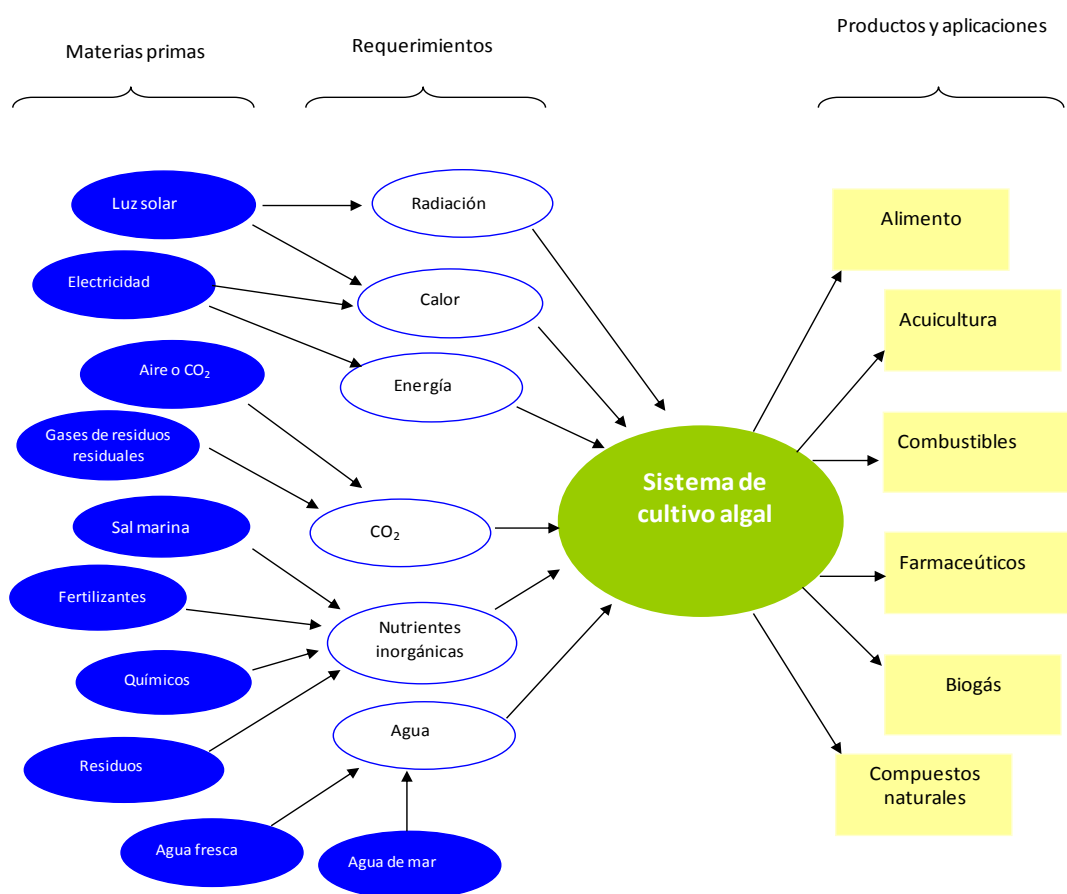 Materias primas
Requerimientos
Productos y aplicaciones
Luz solar
Electricidad
Aire o CO₂
Gases de residuos
residuales
Sal marina
Fertilizantes
Químicos
Residuos
Agua fresca
Agua de mar
Radiación
Calor
Energía
CO₂
Nutrientes
inorgánicas
Agua
Sistema de
cultivo algal
Alimento
Acuicultura
Combustibles
Farmaceúticos
Biogás
Compuestos
naturales